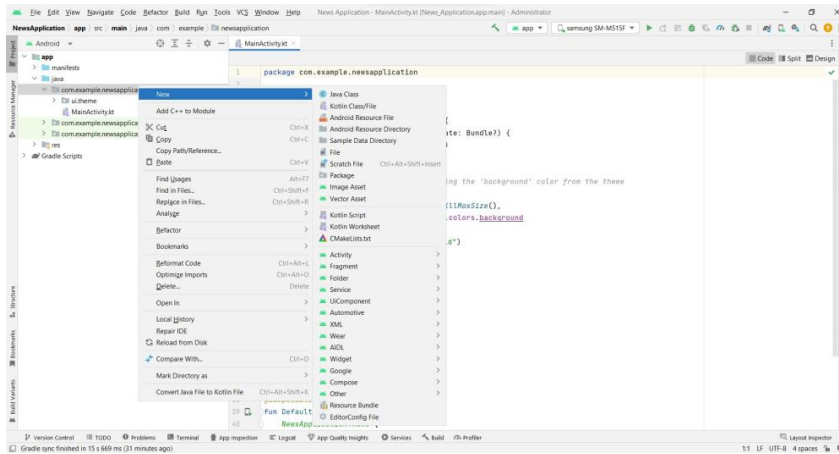 File Edit View Navigate Code Refactor Build Run Tools VCS Window Help News Application - MainActivity.kt [News_Application.app.main] - Administrator
NewsApplication app src main java com example newsapplication app samsung SM-M515F
Project
Android
MainActivity.kt
Code Split Design
app
manifests
java
com.example.newsapplica
ui.theme
MainActivity.kt
com.example.newsapplica
com.example.newsapplica
res
Gradle Scripts
Resource Manager
Structure
Bookmarks
Build Variants
1 package com.example.newsapplication
2
New
Add C++ to Module
Cut Ctrl+X
Copy Ctrl+C
Copy Path/Reference...
Paste Ctrl+V
Find Usages Alt+F7
Find in Files... Ctrl+Shift+F
Replace in Files... Ctrl+Shift+R
Analyze
Refactor
Bookmarks
Reformat Code Ctrl+Alt+L
Optimize Imports Ctrl+Alt+O
Delete... Delete
Open In
Local History
Repair IDE
Reload from Disk
Compare With... Ctrl+D
Mark Directory as
Convert Java File to Kotlin File Ctrl+Alt+Shift+K
Java Class
Kotlin Class/File
Android Resource File
Android Resource Directory
Sample Data Directory
File
Scratch File Ctrl+Alt+Shift+Insert
Package
Image Asset
Vector Asset
Kotlin Script
Kotlin Worksheet
CMakeLists.txt
Activity
Fragment
Folder
Service
UiComponent
Automotive
XML
Wear
AIDL
Widget
Google
Compose
Other
Resource Bundle
EditorConfig File
{
ate: Bundle?) {
)
ing the 'background' color from the theme
llMaxSize(),
.colors.background
d")
39 fun Default
40
Version Control TODO Problems Terminal App Inspection Logcat App Quality Insights Services Build Profiler Layout Inspector
Gradle sync finished in 15 s 669 ms (31 minutes ago) 1:1 LF UTF-8 4 spaces